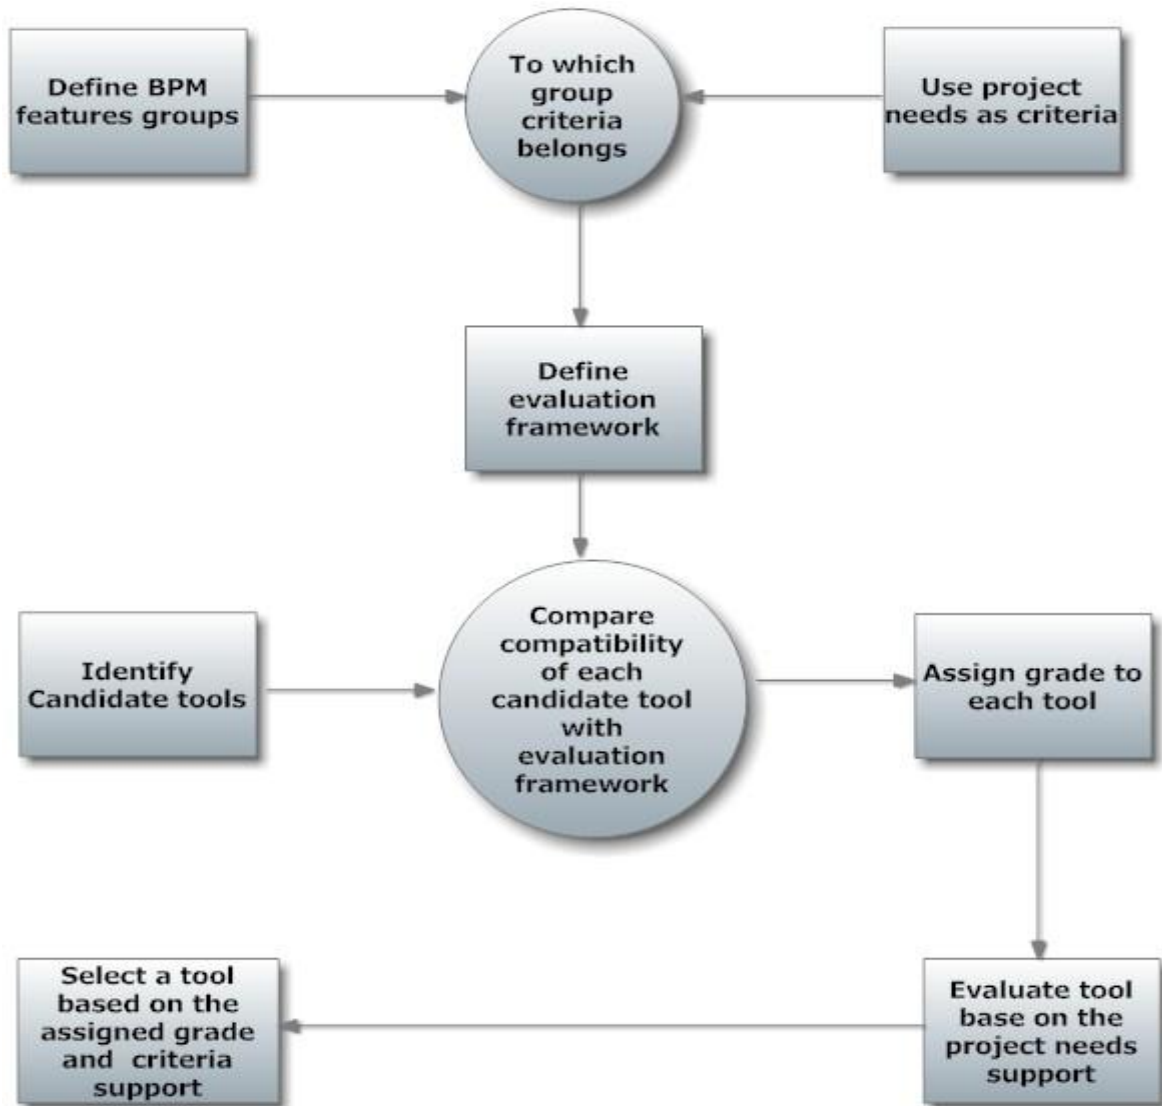 Define BPM
features groups
To which
group
criteria
belongs
Use project
needs as criteria
Define
evaluation
framework
Identify
Candidate tools
Compare
compatibility
of each
candidate tool
with
evaluation
framework
Assign grade to
each tool
Select a tool
based on the
assigned grade
and criteria
support
Evaluate tool
base on the
project needs
support